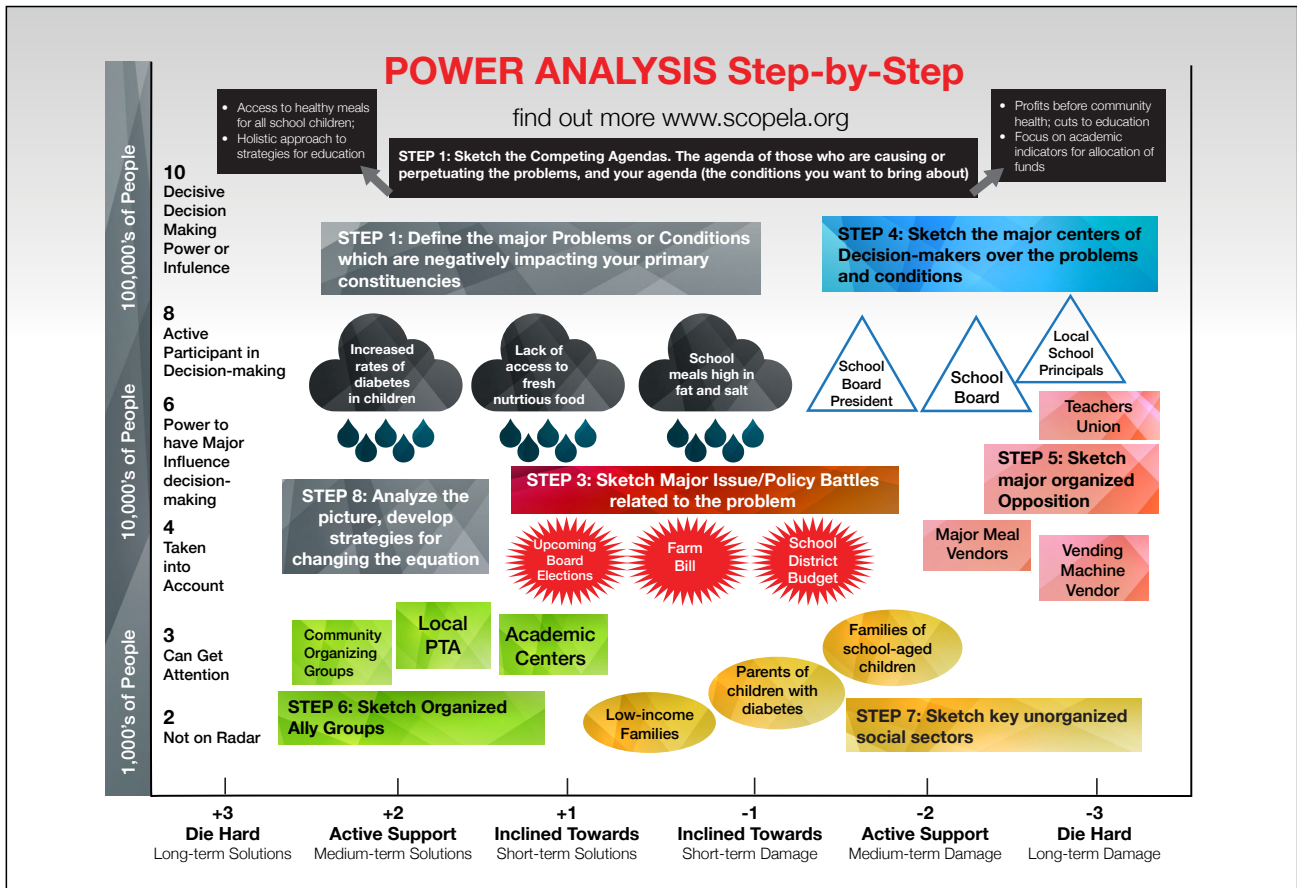 POWER ANALYSIS Step-by-Step
find out more www.scopela.org
• Access to healthy meals
for all school children;
• Holistic approach to
strategies for education
STEP 1: Sketch the Competing Agendas. The agenda of those who are causing or
perpetuating the problems, and your agenda (the conditions you want to bring about)
• Profits before community
health; cuts to education
• Focus on academic
indicators for allocation of
funds
100,000's of People
10,000's of People
1,000's of People
10
Decisive
Decision
Making
Power or
Infulence
8
Active
Participant in
Decision-making
6
Power to
have Major
Influence
decision-
making
4
Taken
into
Account
3
Can Get
Attention
2
Not on Radar
STEP 1: Define the major Problems or Conditions
which are negatively impacting your primary
constituencies
STEP 4: Sketch the major centers of
Decision-makers over the problems
and conditions
Increased
rates of
diabetes
in children
Lack of
access to
fresh
nutrtious food
School
meals high in
fat and salt
School
Board
President
School
Board
Local
School
Principals
Teachers
Union
STEP 8: Analyze the
picture, develop
strategies for
changing the equation
STEP 3: Sketch Major Issue/Policy Battles
related to the problem
STEP 5: Sketch
major organized
Opposition
Upcoming
Board
Elections
Farm
Bill
School
District
Budget
Major Meal
Vendors
Vending
Machine
Vendor
Community
Organizing
Groups
Local
PTA
Academic
Centers
Families of
school-aged
children
Parents of
children with
diabetes
Low-income
Families
STEP 6: Sketch Organized
Ally Groups
STEP 7: Sketch key unorganized
social sectors
+3
Die Hard
Long-term Solutions
+2
Active Support
Medium-term Solutions
+1
Inclined Towards
Short-term Solutions
-1
Inclined Towards
Short-term Damage
-2
Active Support
Medium-term Damage
-3
Die Hard
Long-term Damage